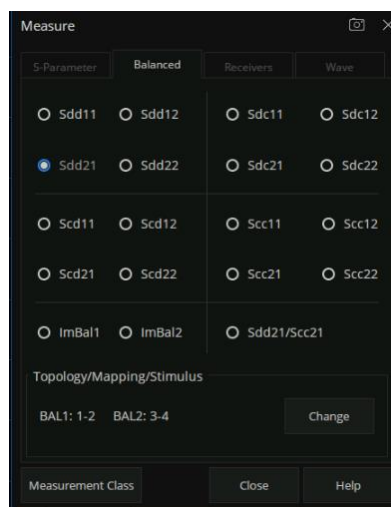 Measure
S-Parameter Balanced Receivers Wave
Sdd11 Sdd12 Sdc11 Sdc12
Sdd21 Sdd22 Sdc21 Sdc22
Scd11 Scd12 Scc11 Scc12
Scd21 Scd22 Scc21 Scc22
ImBal1 ImBal2 Sdd21/Scc21
Topology/Mapping/Stimulus
BAL1: 1-2 BAL2: 3-4 Change
Measurement Class Close Help